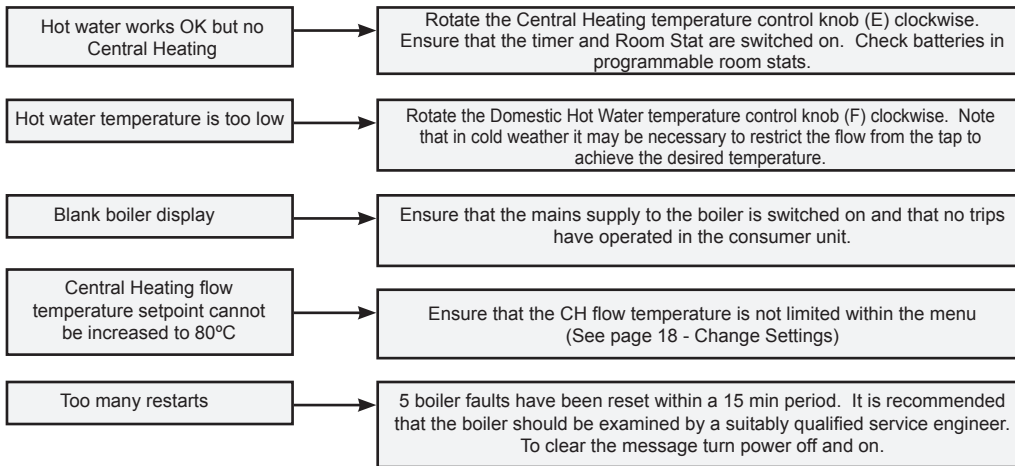 Hot water works OK but no
Central Heating
Rotate the Central Heating temperature control knob (E) clockwise.
Ensure that the timer and Room Stat are switched on.  Check batteries in
programmable room stats.
Hot water temperature is too low
Rotate the Domestic Hot Water temperature control knob (F) clockwise.  Note
that in cold weather it may be necessary to restrict the flow from the tap to
achieve the desired temperature.
Blank boiler display
Ensure that the mains supply to the boiler is switched on and that no trips
have operated in the consumer unit.
Central Heating flow
temperature setpoint cannot
be increased to 80ºC
Ensure that the CH flow temperature is not limited within the menu
(See page 18 - Change Settings)
Too many restarts
5 boiler faults have been reset within a 15 min period.  It is recommended
that the boiler should be examined by a suitably qualified service engineer.
To clear the message turn power off and on.